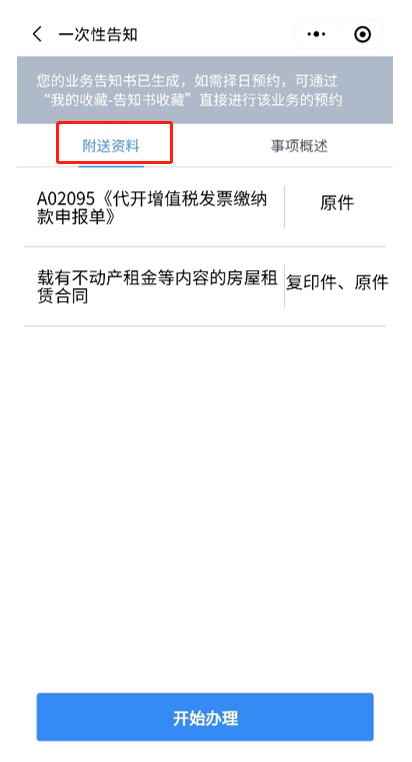 一次性告知
您的业务告知书已生成，如需择日预约，可通过
“我的收藏-告知书收藏”直接进行该业务的预约
附送资料
事项概述
A02095《代开增值税发票缴纳
款申报单》
原件
载有不动产租金等内容的房屋租
赁合同
复印件、原件
开始办理